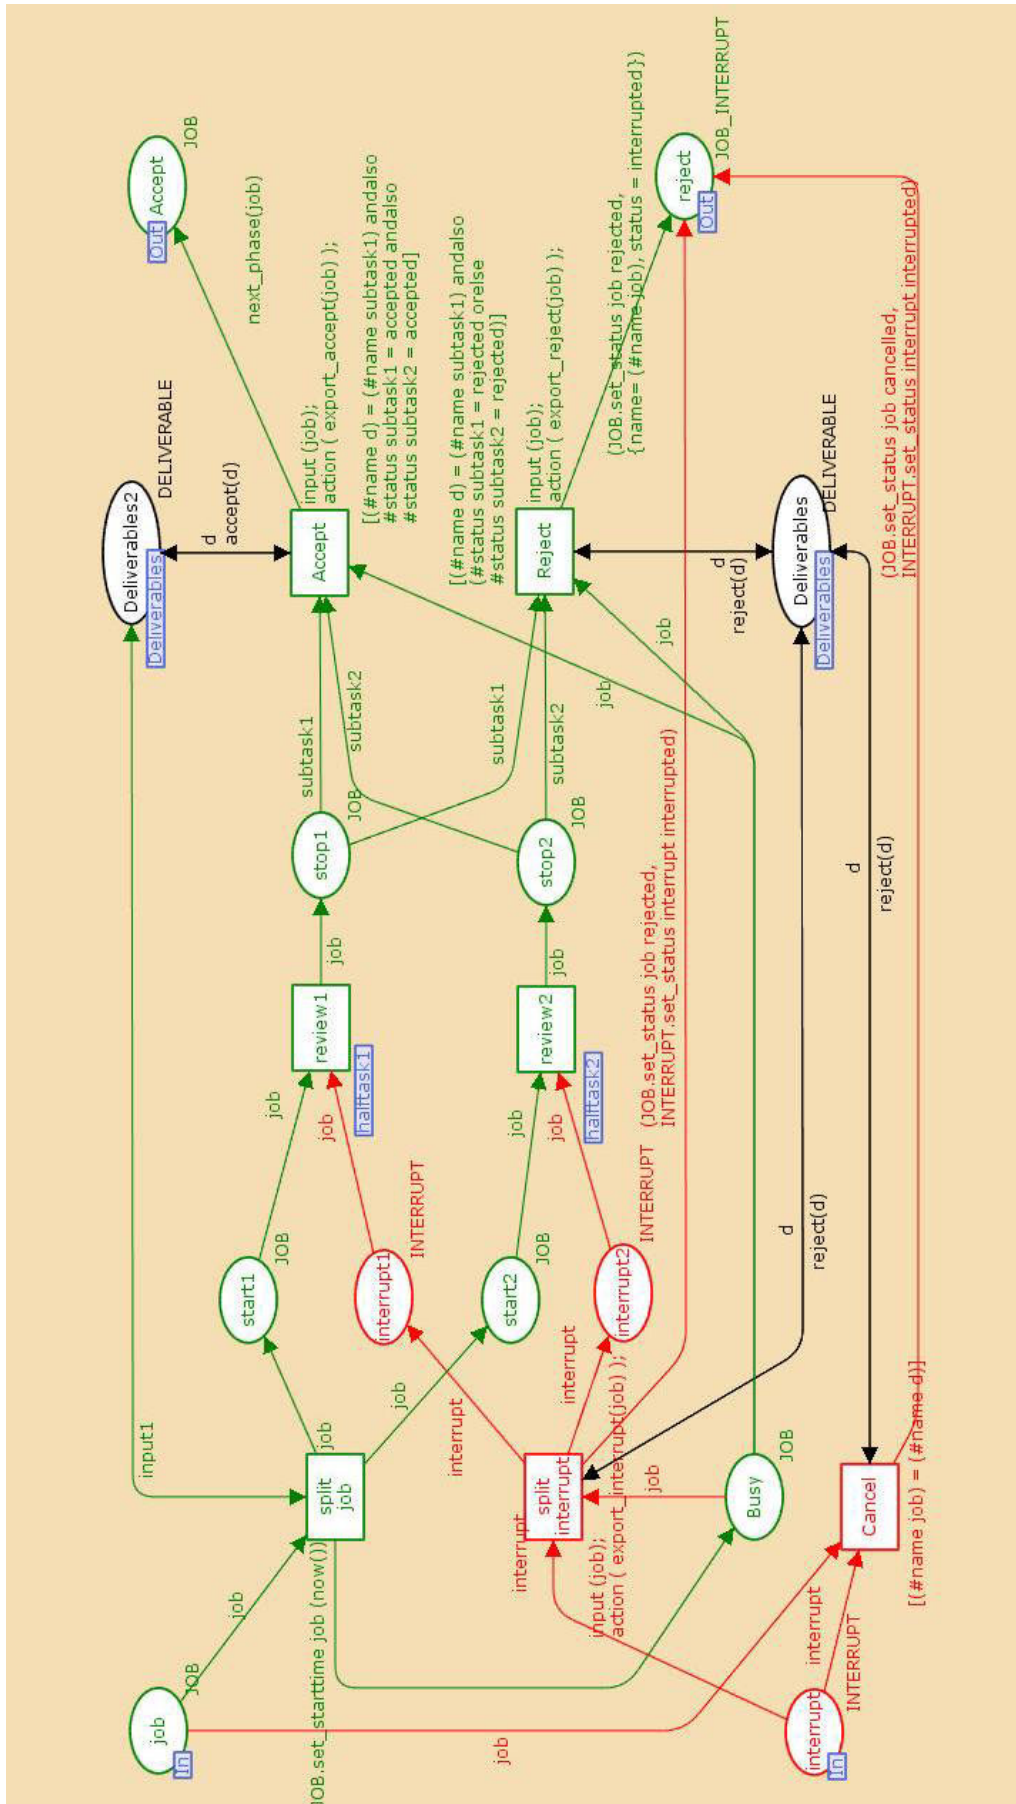 job
In
JOB
job
JOB.set_starttime job (now())
job
split
job
input1
job
job
start1
JOB
job
job
interrupt1
INTERRUPT
review1
halftask1
job
stop1
JOB
subtask1
subtask2
Deliverables2
Deliverables
DELIVERABLE
d
accept(d)
Accept
input (job);
action ( export_accept(job) );
[(#name d) = (#name subtask1) andalso
#status subtask1 = accepted andalso
#status subtask2 = accepted]
next_phase(job)
Accept
Out
JOB
interrupt
interrupt
split
interrupt
input (job);
action ( export_interrupt(job) );
interrupt
job
start2
JOB
job
job
interrupt2
INTERRUPT
review2
halftask2
job
stop2
JOB
subtask1
subtask2
job
job
Reject
[(#name d) = (#name subtask1) andalso
(#status subtask1 = rejected orelse
#status subtask2 = rejected)]
input (job);
action ( export_reject(job) );
(JOB.set_status job rejected,
{name= (#name job), status = interrupted})
reject
Out
JOB_INTERRUPT
(JOB.set_status job rejected,
INTERRUPT.set_status interrupt interrupted)
Busy
JOB
d
reject(d)
d
reject(d)
Deliverables
Deliverables
DELIVERABLE
d
reject(d)
interrupt
In
INTERRUPT
interrupt
Cancel
[(#name job) = (#name d)]
(JOB.set_status job cancelled,
INTERRUPT.set_status interrupt interrupted)